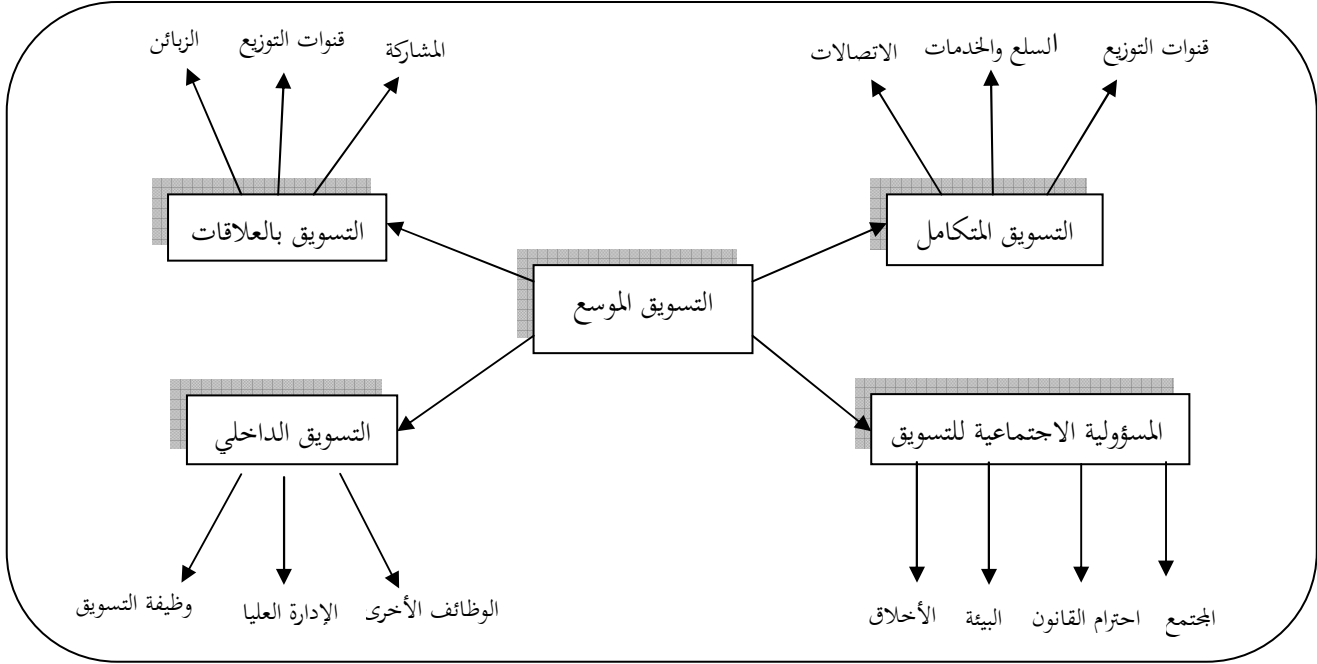 قنوات التوزيع
السلع والخدمات
الاتصالات
المشاركة
قنوات التوزيع
الزبائن
التسويق المتكامل
التسويق بالعلاقات
التسويق الموسع
المسؤولية الاجتماعية للتسويق
التسويق الداخلي
المجتمع
احترام القانون
البيئة
الأخلاق
الوظائف الأخرى
الإدارة العليا
وظيفة التسويق